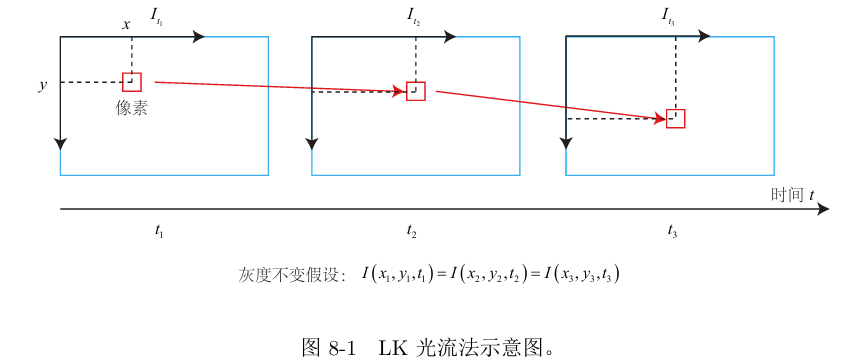 I_{t_1} I_{t_2} I_{t_3}
x
y
像素
时间 t
t_1 t_2 t_3
灰度不变假设： I(x_1, y_1, t_1) = I(x_2, y_2, t_2) = I(x_3, y_3, t_3)
图 8-1 LK 光流法示意图。